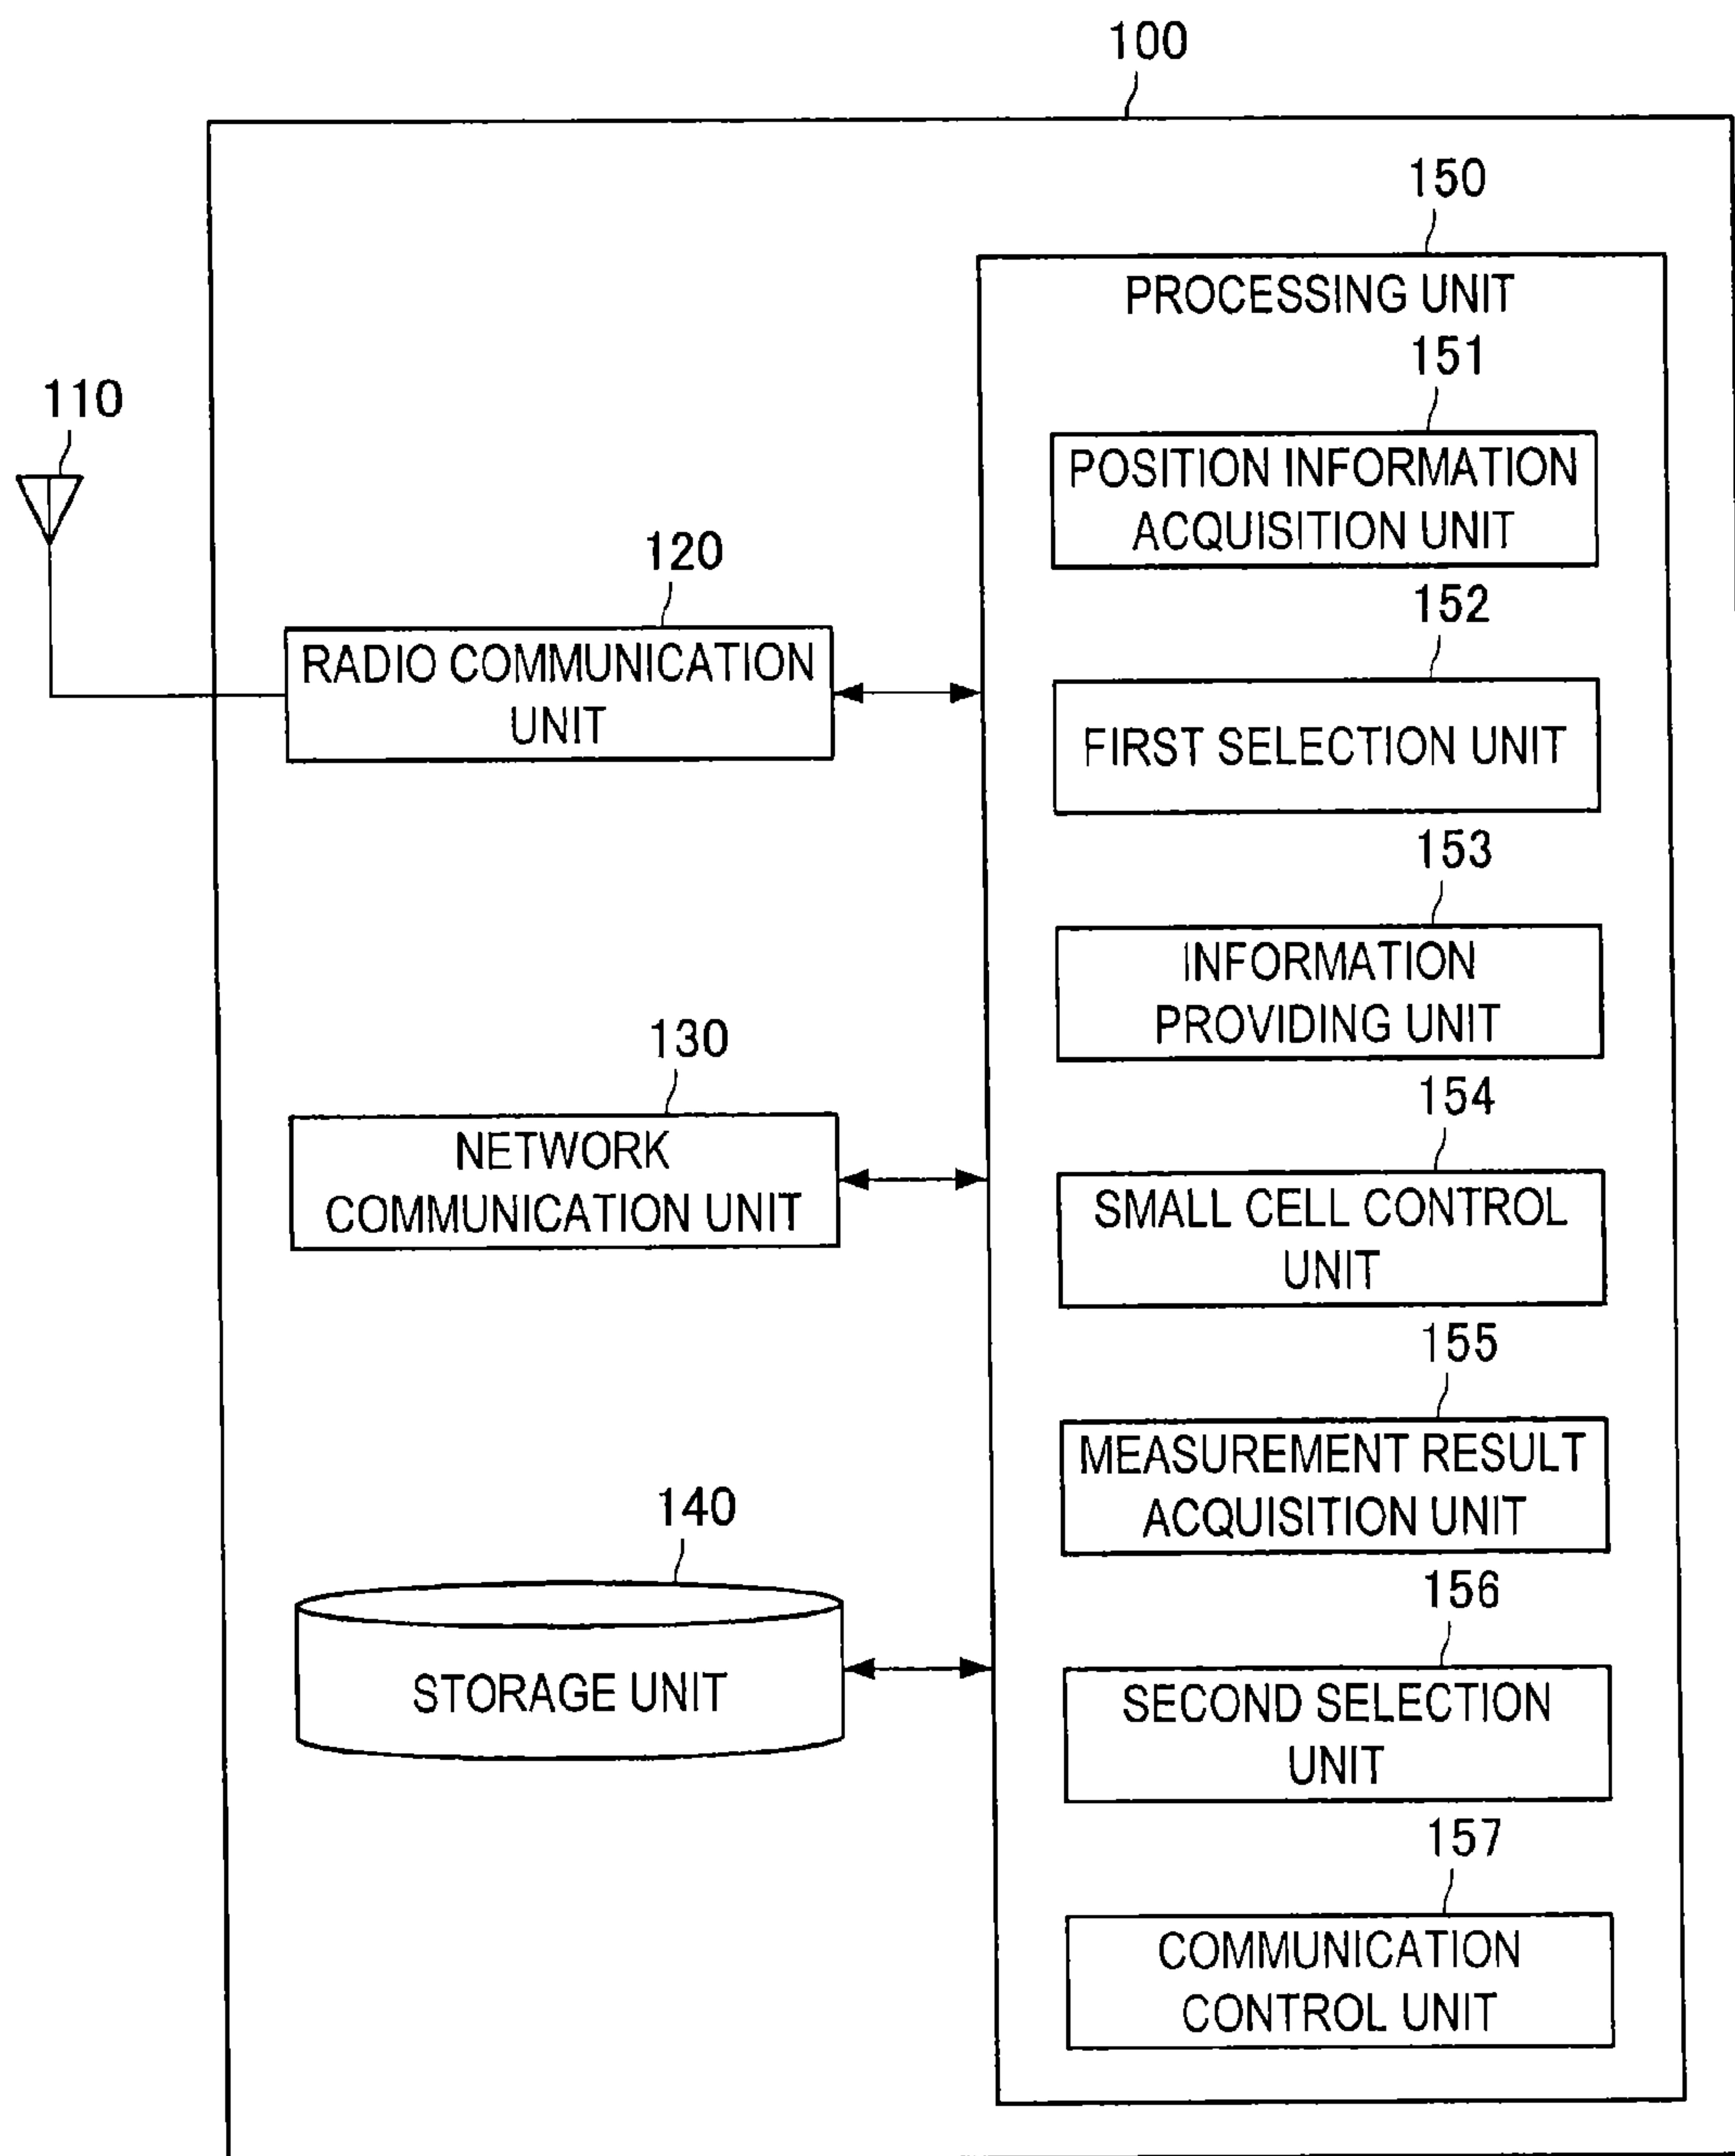 100
150
PROCESSING UNIT
151
POSITION INFORMATION
ACQUISITION UNIT
110
152
FIRST SELECTION UNIT
120
RADIO COMMUNICATION
UNIT
153
INFORMATION
PROVIDING UNIT
130
NETWORK
COMMUNICATION UNIT
154
SMALL CELL CONTROL
UNIT
155
MEASUREMENT RESULT
ACQUISITION UNIT
140
STORAGE UNIT
156
SECOND SELECTION
UNIT
157
COMMUNICATION
CONTROL UNIT